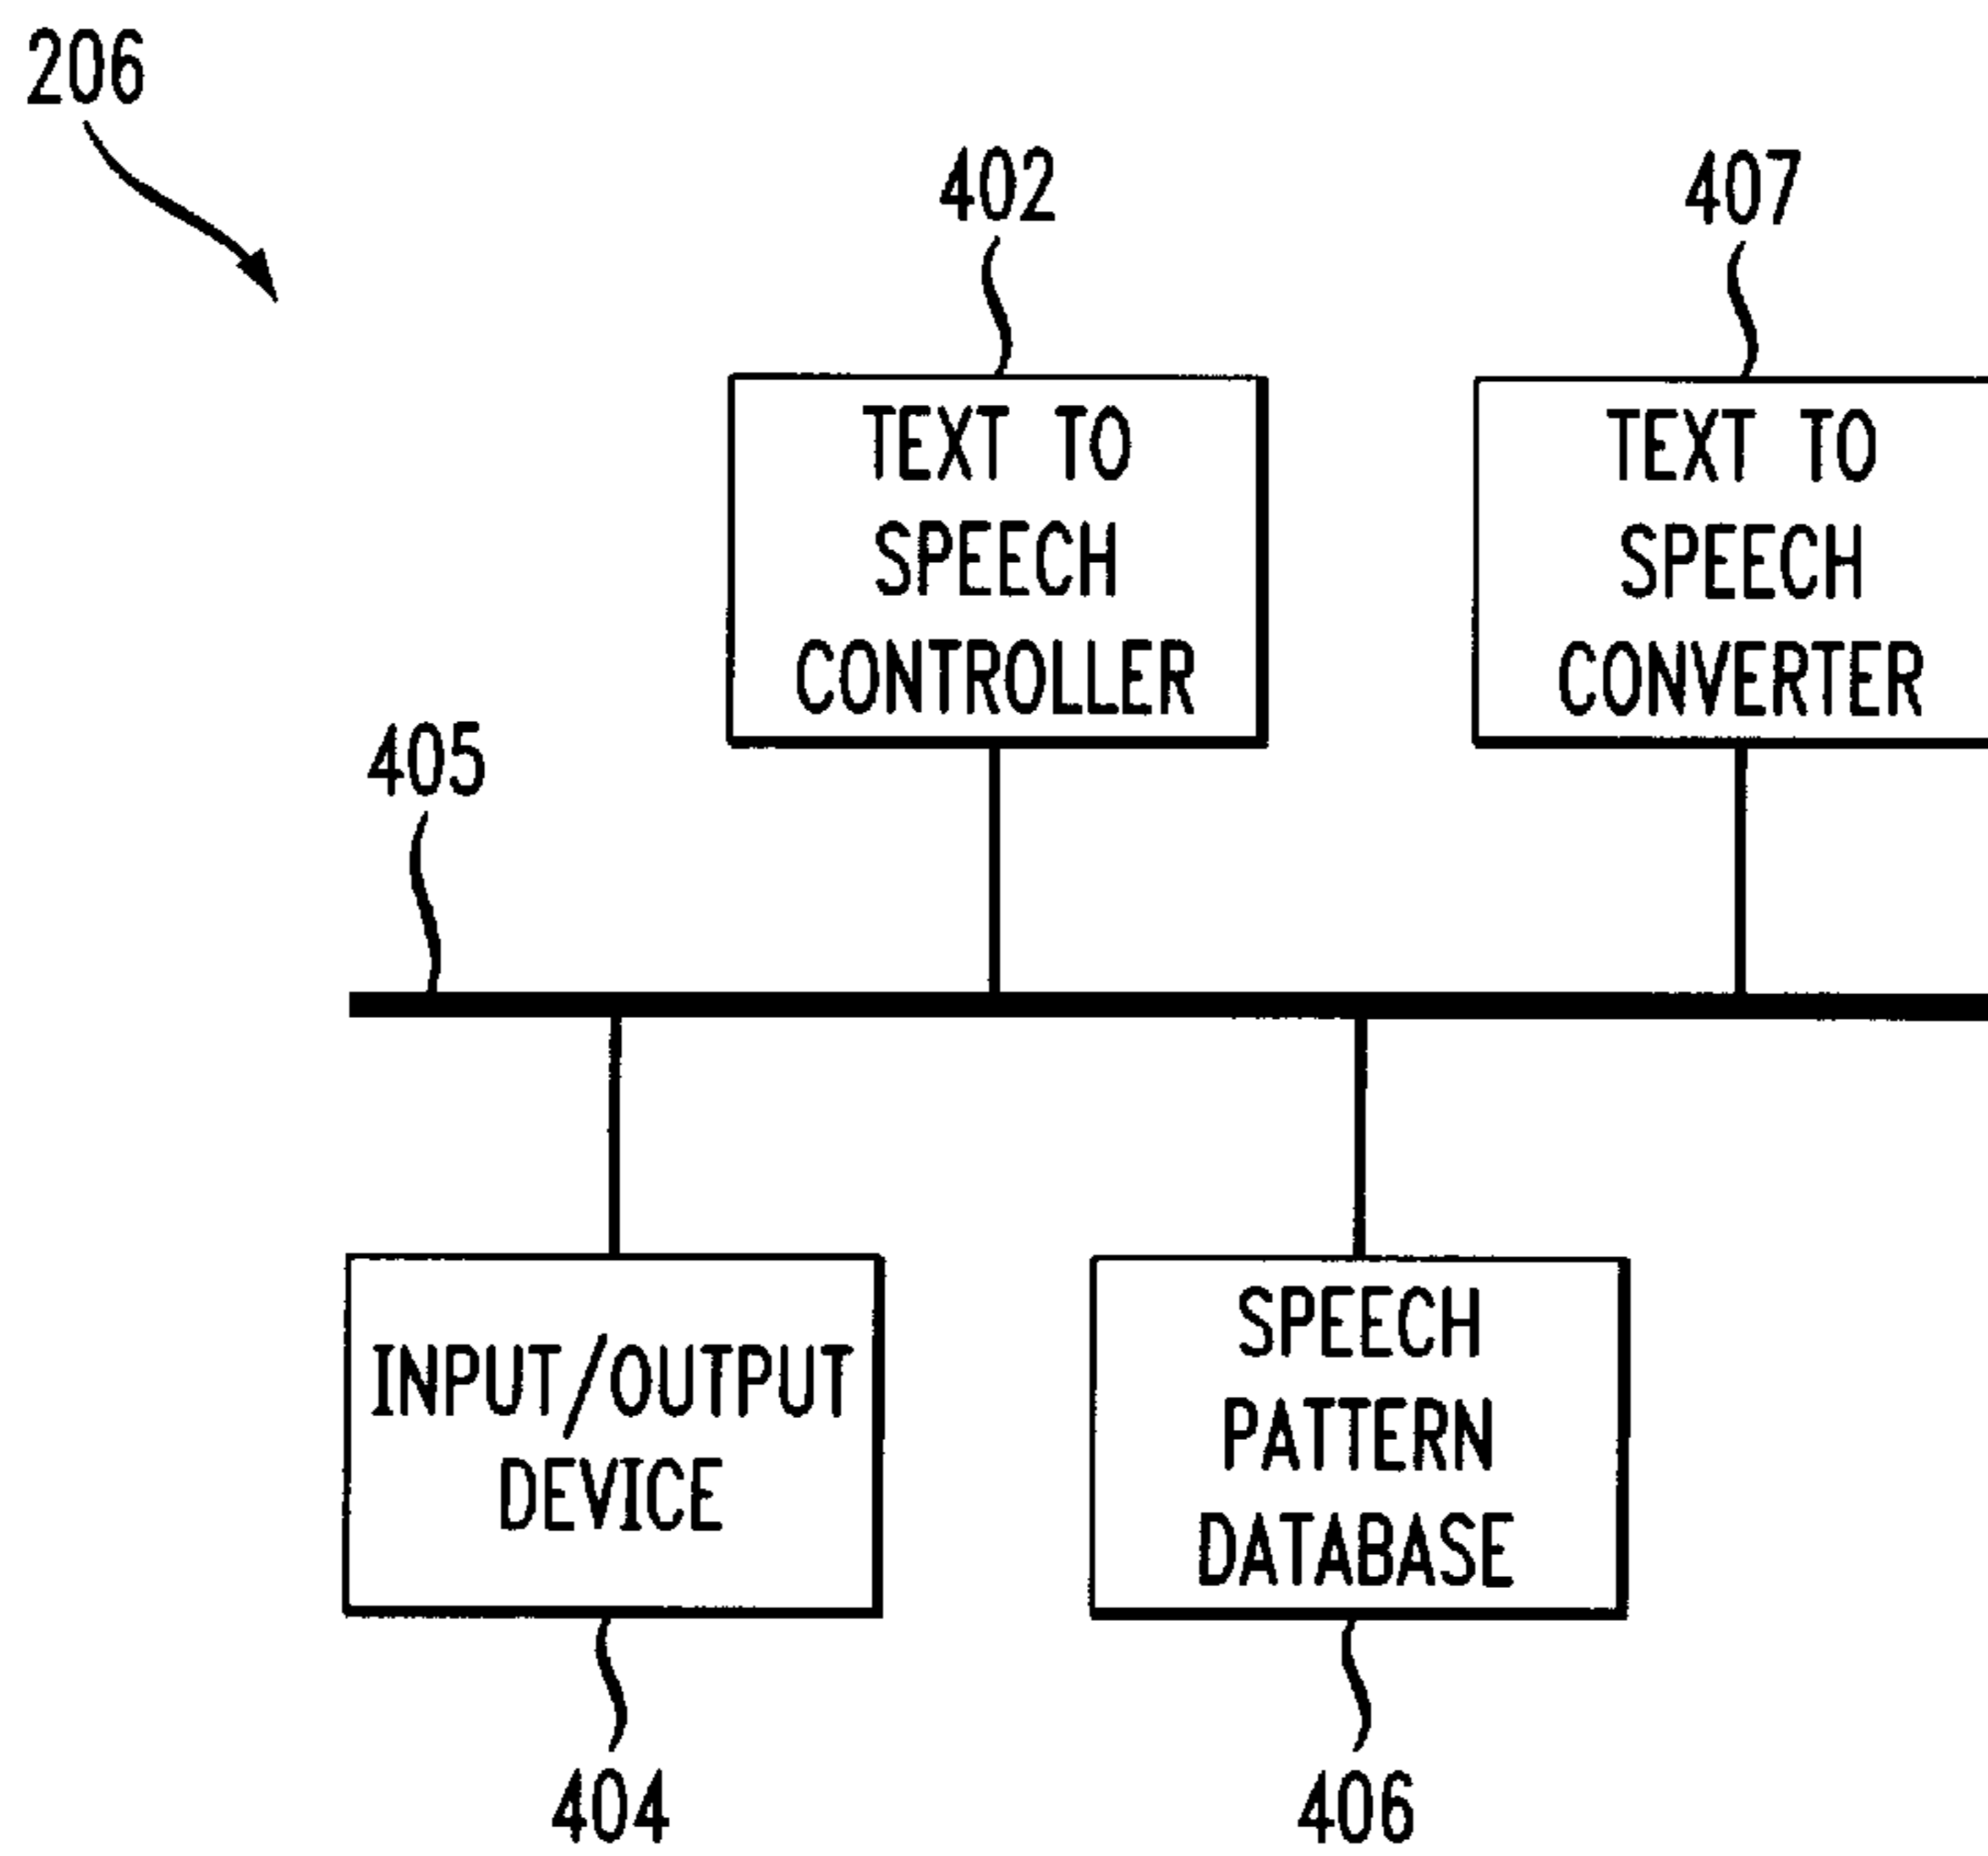 206
402
407
TEXT TO
SPEECH
CONTROLLER
TEXT TO
SPEECH
CONVERTER
405
INPUT/OUTPUT
DEVICE
SPEECH
PATTERN
DATABASE
404
406